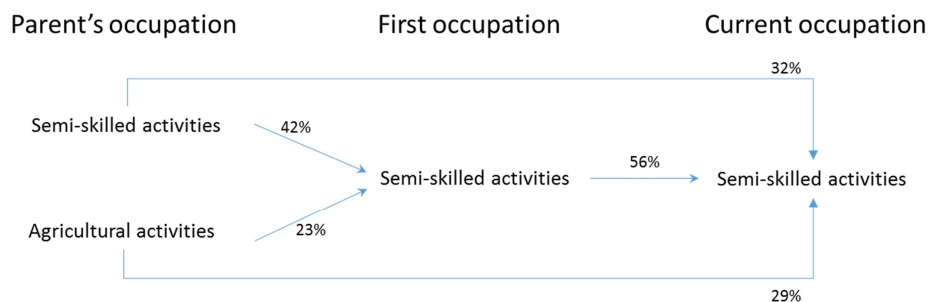 Parent's occupation
First occupation
Current occupation
32%
Semi-skilled activities
42%
56%
Semi-skilled activities
Semi-skilled activities
Agricultural activities
23%
29%